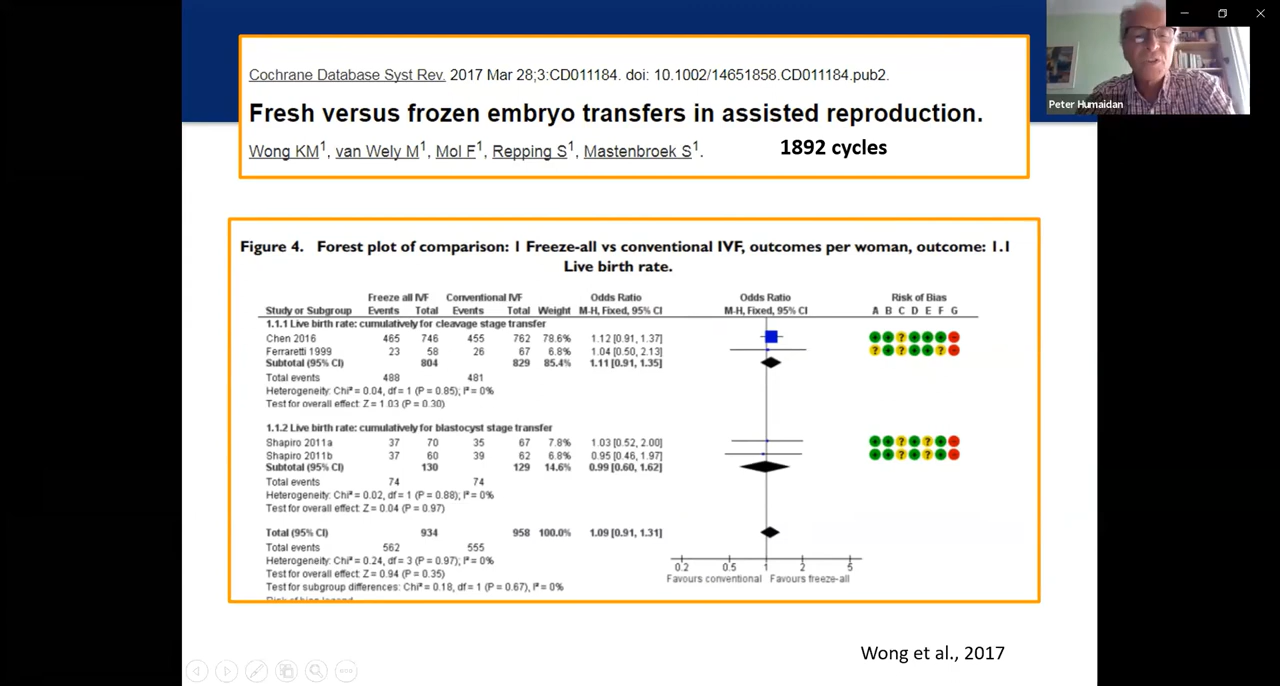 Peter Humaidan
Cochrane Database Syst Rev. 2017 Mar 28;3:CD011184. doi: 10.1002/14651858.CD011184.pub2.
Fresh versus frozen embryo transfers in assisted reproduction.
Wong KM1, van Wely M1, Mol F1, Repping S1, Mastenbroek S1.
1892 cycles
Figure 4. Forest plot of comparison: 1 Freeze-all vs conventional IVF, outcomes per woman, outcome: 1.1
Live birth rate.
Freeze all IVF Conventional IVF Odds Ratio Odds Ratio Risk of Bias
Study or Subgroup Events Total Events Total Weight M-H, Fixed, 95% CI M-H, Fixed, 95% CI A B C D E F G
1.1.1 Live birth rate: cumulatively for cleavage stage transfer
Chen 2016 465 746 455 762 78.6% 1.12 [0.91, 1.37] ? 
Ferraretti 1999 23 58 26 67 6.8% 1.04 [0.50, 2.13] ? ? ?
Subtotal (95% CI) 804 829 85.4% 1.11 [0.91, 1.35]
Total events 488 481
Heterogeneity: Chi² = 0.04, df = 1 (P = 0.85); I² = 0%
Test for overall effect: Z = 1.03 (P = 0.30)
1.1.2 Live birth rate: cumulatively for blastocyst stage transfer
Shapiro 2011a 37 70 35 67 7.8% 1.03 [0.52, 2.00] ? ?
Shapiro 2011b 37 60 39 62 6.8% 0.95 [0.46, 1.97] ? ?
Subtotal (95% CI) 130 129 14.6% 0.99 [0.60, 1.62]
Total events 74 74
Heterogeneity: Chi² = 0.02, df = 1 (P = 0.88); I² = 0%
Test for overall effect: Z = 0.04 (P = 0.97)
Total (95% CI) 934 958 100.0% 1.09 [0.91, 1.31]
Total events 562 555
Heterogeneity: Chi² = 0.24, df = 3 (P = 0.97); I² = 0%
Test for overall effect: Z = 0.94 (P = 0.35)
Test for subgroup differences: Chi² = 0.18, df = 1 (P = 0.67), I² = 0%
0.2 0.5 1 2 5
Favours conventional Favours freeze-all
Wong et al., 2017